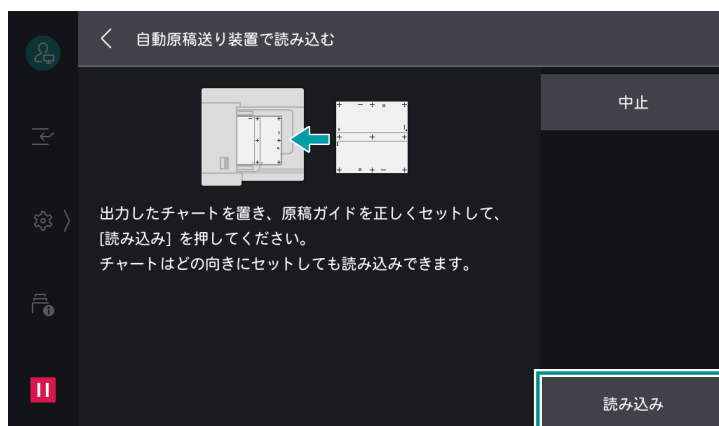 自動原稿送り装置で読み込む
中止
出力したチャートを置き、原稿ガイドを正しくセットして、
[読み込み] を押してください。
チャートはどの向きにセットしても読み込みできます。
読み込み